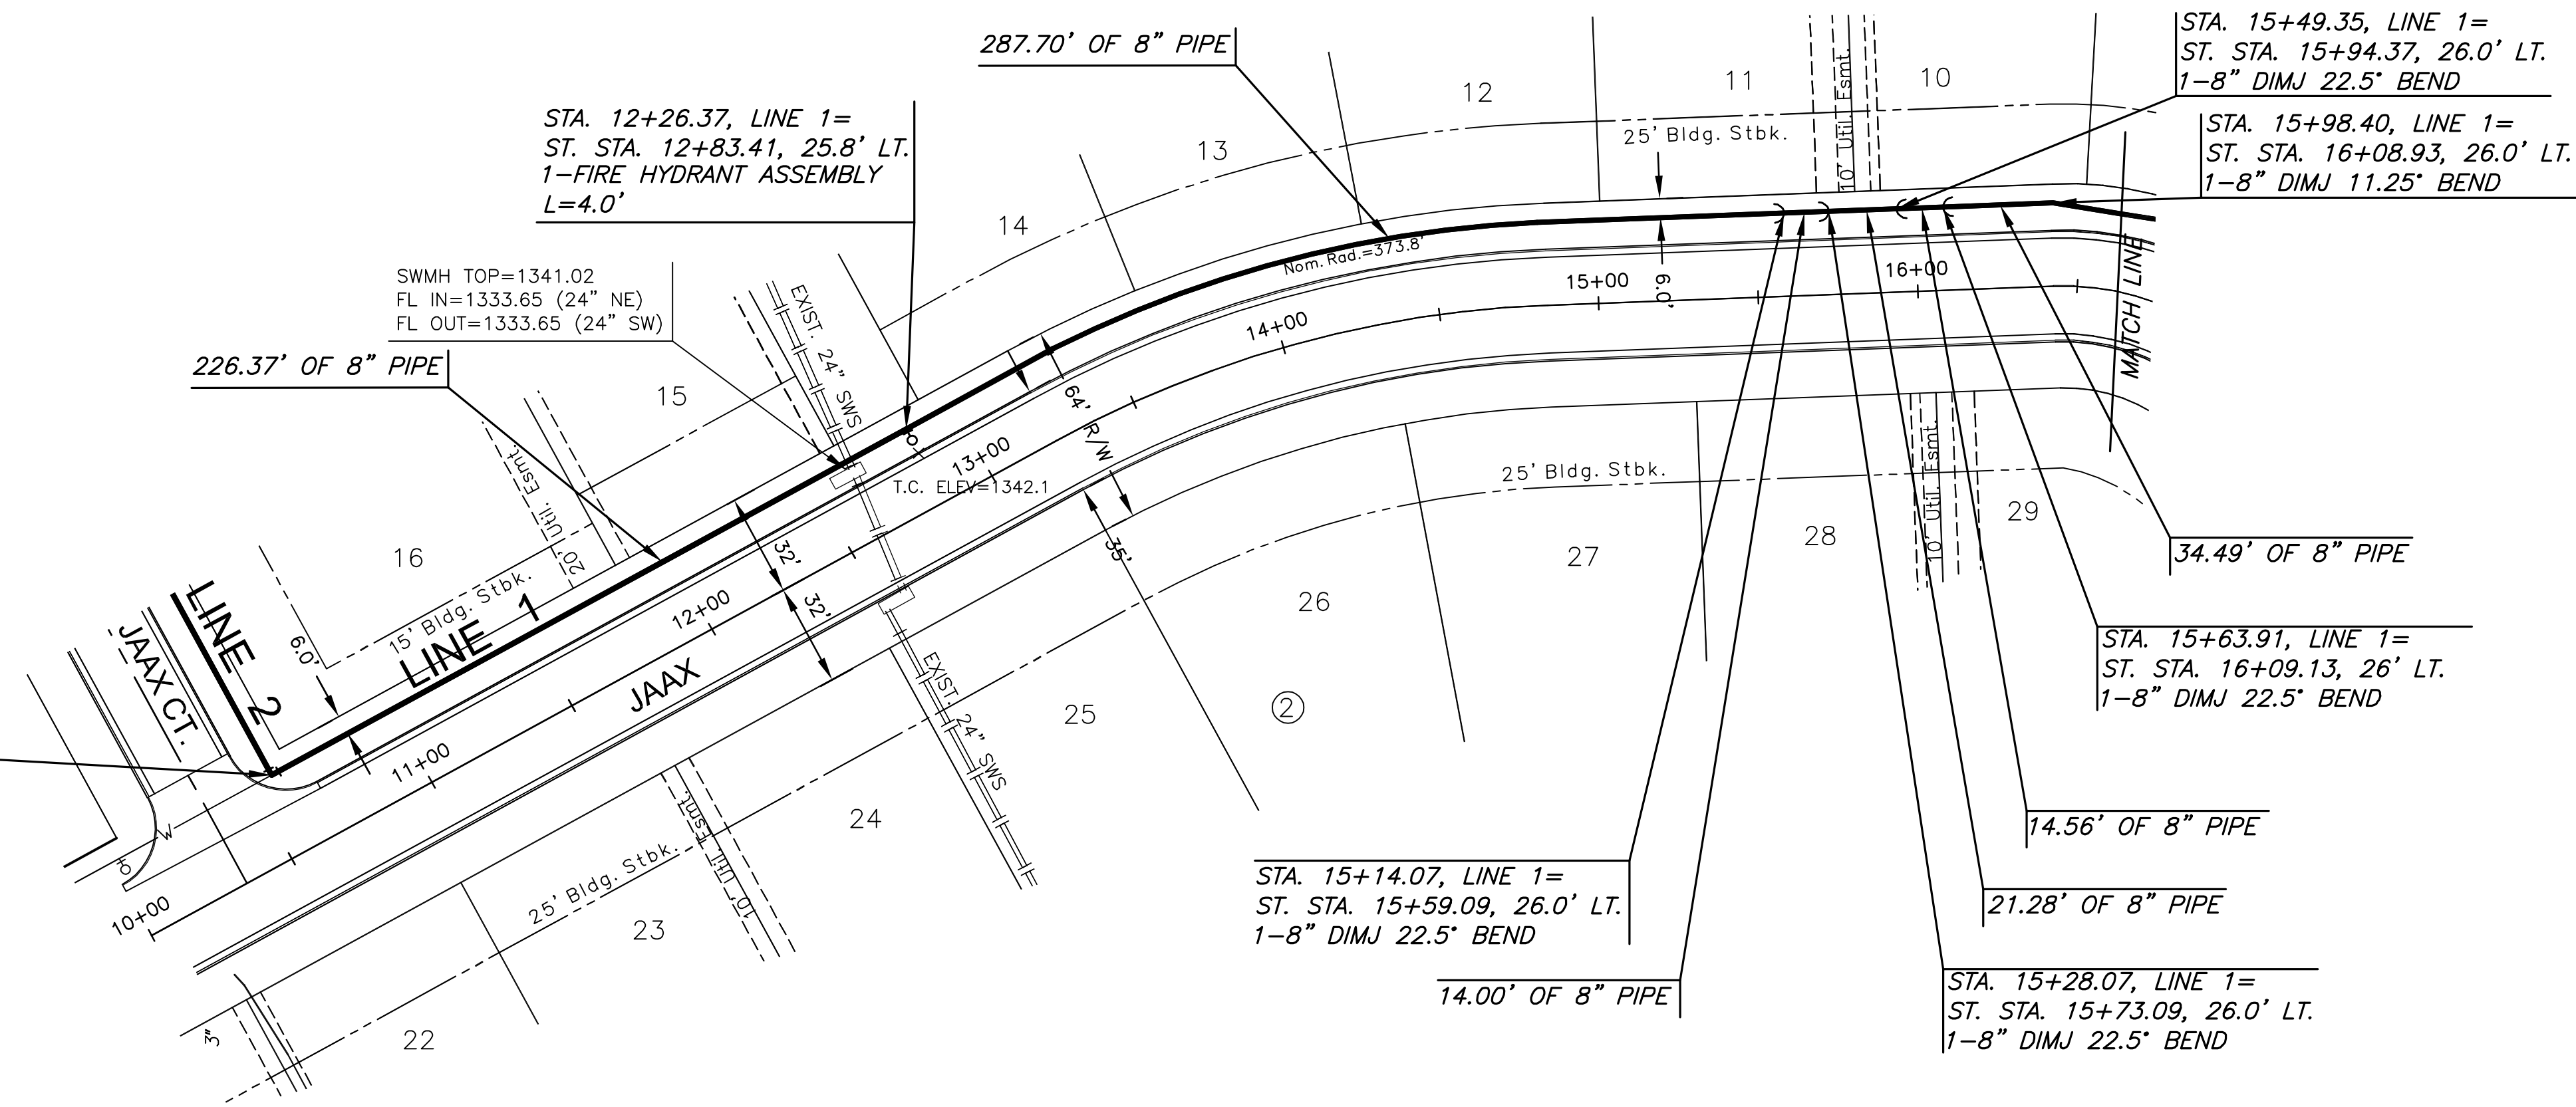 287.70' OF 8" PIPE
STA. 15+49.35, LINE 1=
ST. STA. 15+94.37, 26.0' LT.
1-8" DIMJ 22.5° BEND
STA. 15+98.40, LINE 1=
ST. STA. 16+08.93, 26.0' LT.
1-8" DIMJ 11.25° BEND
STA. 12+26.37, LINE 1=
ST. STA. 12+83.41, 25.8' LT.
1-FIRE HYDRANT ASSEMBLY
L=4.0'
SWMH TOP=1341.02
FL IN=1333.65 (24" NE)
FL OUT=1333.65 (24" SW)
226.37' OF 8" PIPE
10
11
12
13
14
15
16
25' Bldg. Stbk.
10' Util. Esmt.
Nom. Rad.=373.8'
6.0'
EXIST. 24" SWS
64' R/W
T.C. ELEV=1342.1
20' Util. Esmt.
15' Bldg. Stbk.
6.0'
LINE 1
LINE 2
JAAX CT.
JAAX
32'
32'
35'
10+00
11+00
12+00
13+00
14+00
15+00
16+00
MATCH LINE
W
EXIST. 24" SWS
25' Bldg. Stbk.
10' Util. Esmt.
25' Bldg. Stbk.
10' Util. Esmt.
22
23
24
25
26
27
28
29
2
3"
34.49' OF 8" PIPE
STA. 15+63.91, LINE 1=
ST. STA. 16+09.13, 26' LT.
1-8" DIMJ 22.5° BEND
14.56' OF 8" PIPE
21.28' OF 8" PIPE
STA. 15+14.07, LINE 1=
ST. STA. 15+59.09, 26.0' LT.
1-8" DIMJ 22.5° BEND
14.00' OF 8" PIPE
STA. 15+28.07, LINE 1=
ST. STA. 15+73.09, 26.0' LT.
1-8" DIMJ 22.5° BEND